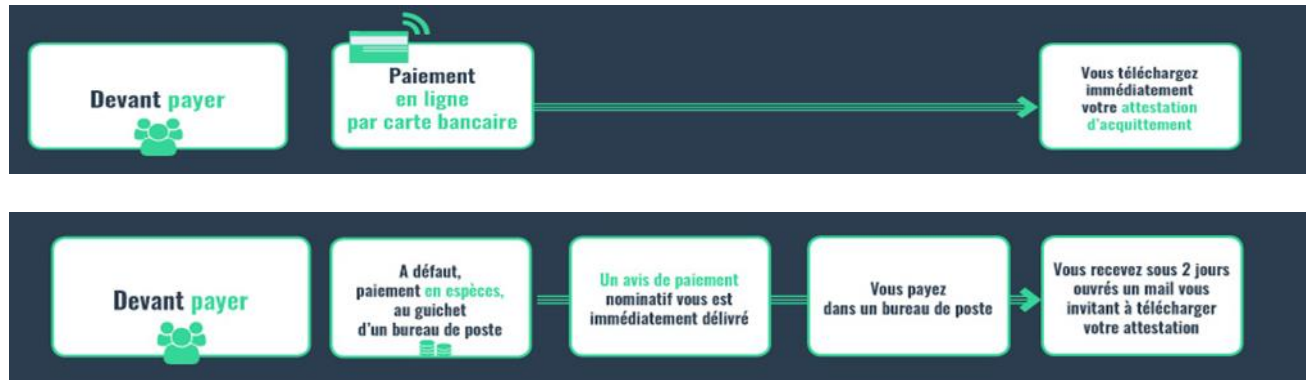 Devant payer
Paiement
en ligne
par carte bancaire
Vous téléchargez
immédiatement
votre attestation
d'acquittement
Devant payer
A défaut,
paiement en espèces,
au guichet
d'un bureau de poste
Un avis de paiement
nominatif vous est
immédiatement délivré
Vous payez
dans un bureau de poste
Vous recevez sous 2 jours
ouvrés un mail vous
invitant à télécharger
votre attestation